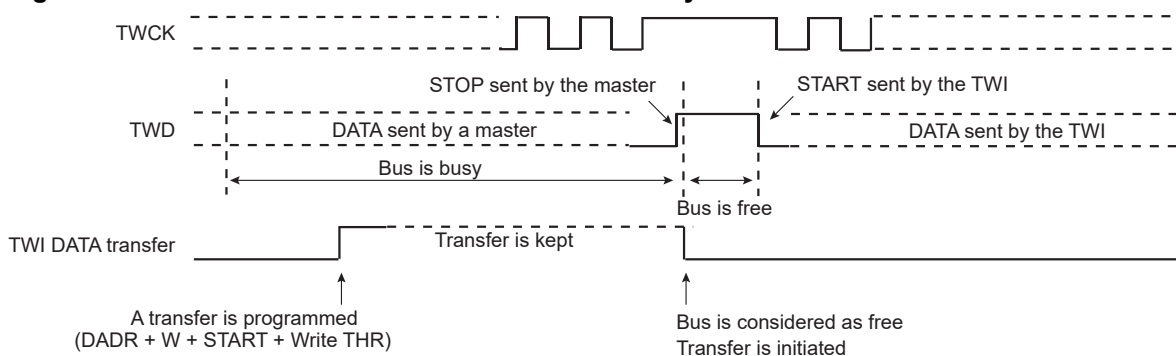 TWCK
STOP sent by the master
START sent by the TWI
TWD
DATA sent by a master
DATA sent by the TWI
Bus is busy
Bus is free
TWI DATA transfer
Transfer is kept
A transfer is programmed
(DADR + W + START + Write THR)
Bus is considered as free
Transfer is initiated